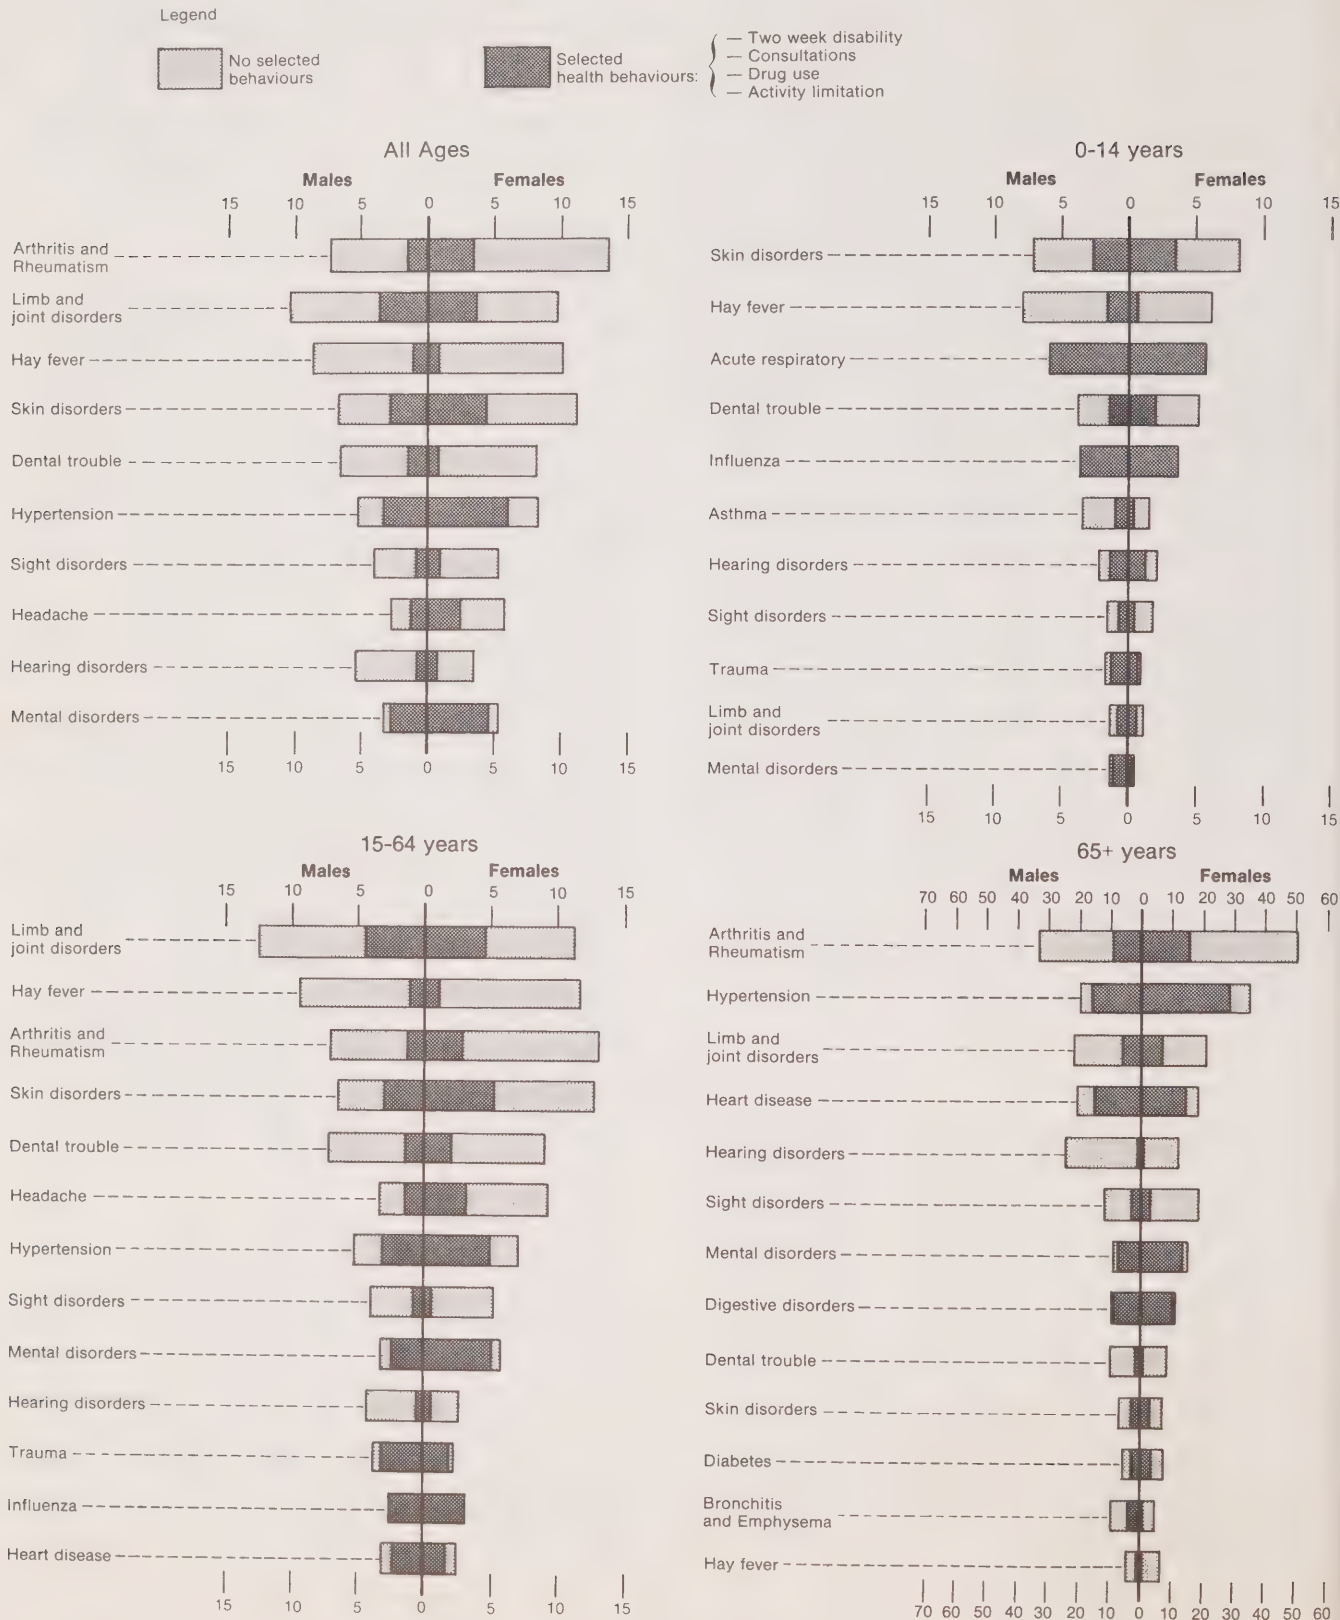 Legend
No selected
behaviours
Selected
health behaviours:
— Two week disability
— Consultations
— Drug use
— Activity limitation
All Ages
Males Females
15 10 5 0 5 10 15
Arthritis and
Rheumatism
Limb and
joint disorders
Hay fever
Skin disorders
Dental trouble
Hypertension
Sight disorders
Headache
Hearing disorders
Mental disorders
15 10 5 0 5 10 15
0-14 years
Males Females
15 10 5 0 5 10 15
Skin disorders
Hay fever
Acute respiratory
Dental trouble
Influenza
Asthma
Hearing disorders
Sight disorders
Trauma
Limb and
joint disorders
Mental disorders
15 10 5 0 5 10 15
15-64 years
Males Females
15 10 5 0 5 10 15
Limb and
joint disorders
Hay fever
Arthritis and
Rheumatism
Skin disorders
Dental trouble
Headache
Hypertension
Sight disorders
Mental disorders
Hearing disorders
Trauma
Influenza
Heart disease
15 10 5 0 5 10 15
65+ years
Males Females
70 60 50 40 30 20 10 0 10 20 30 40 50 60
Arthritis and
Rheumatism
Hypertension
Limb and
joint disorders
Heart disease
Hearing disorders
Sight disorders
Mental disorders
Digestive disorders
Dental trouble
Skin disorders
Diabetes
Bronchitis
and Emphysema
Hay fever
70 60 50 40 30 20 10 0 10 20 30 40 50 60